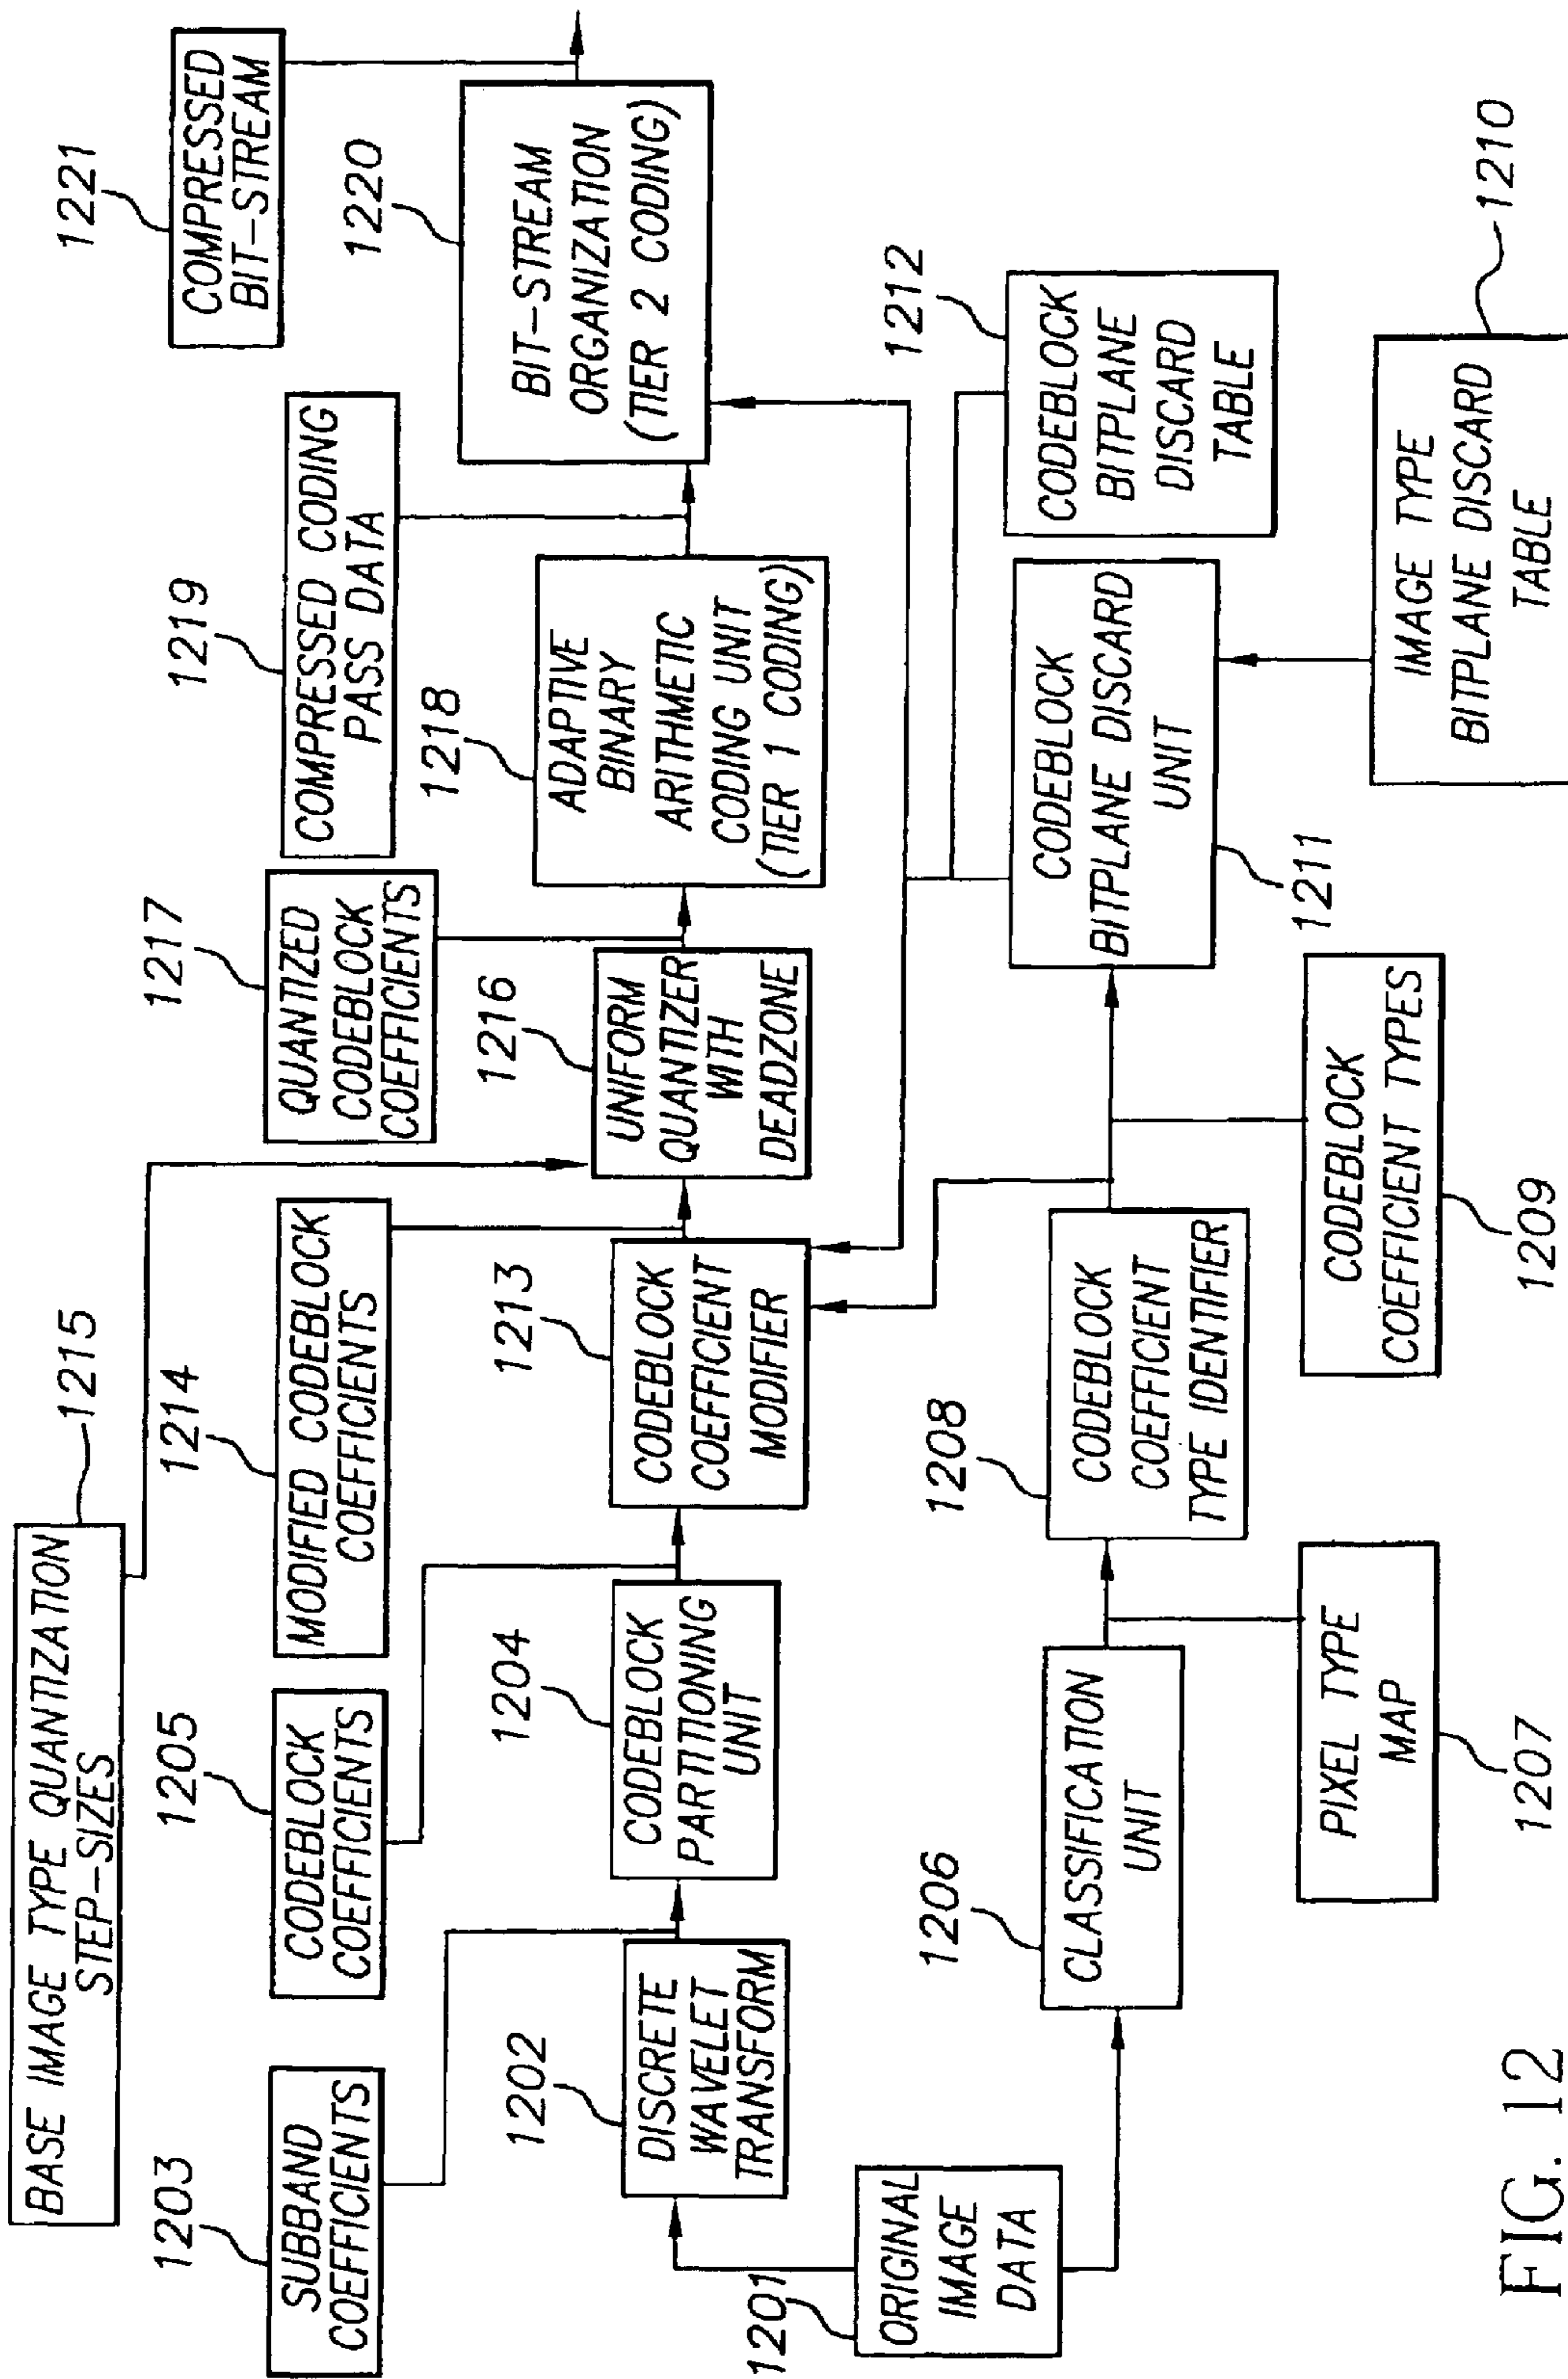 BASE IMAGE TYPE QUANTIZATION
STEP-SIZES
1215
1203
SUBBAND
COEFFICIENTS
1205
CODEBLOCK
COEFFICIENTS
1214
MODIFIED CODEBLOCK
COEFFICIENTS
1217
QUANTIZED
CODEBLOCK
COEFFICIENTS
1219
COMPRESSED CODING
PASS DATA
1221
COMPRESSED
BIT-STREAM
1202
DISCRETE
WAVELET
TRANSFORM
1204
CODEBLOCK
PARTITIONING
UNIT
1213
CODEBLOCK
COEFFICIENT
MODIFIER
1216
UNIFORM
QUANTIZER
WITH
DEADZONE
1218
ADAPTIVE
BINARY
ARITHMETIC
CODING UNIT
(TIER 1 CODING)
1220
BIT-STREAM
ORGANIZATION
(TIER 2 CODING)
1201
ORIGINAL
IMAGE
DATA
1206
CLASSIFICATION
UNIT
1208
CODEBLOCK
COEFFICIENT
TYPE IDENTIFIER
CODEBLOCK
BITPLANE DISCARD
UNIT
1211
1212
CODEBLOCK
BITPLANE
DISCARD
TABLE
PIXEL TYPE
MAP
1207
CODEBLOCK
COEFFICIENT TYPES
1209
IMAGE TYPE
BITPLANE DISCARD
TABLE
1210
FIG. 12